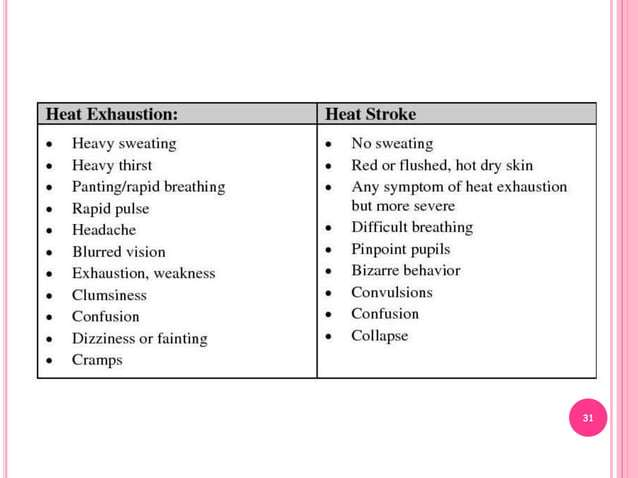 Heat Exhaustion:
• Heavy sweating
• Heavy thirst
• Panting/rapid breathing
• Rapid pulse
• Headache
• Blurred vision
• Exhaustion, weakness
• Clumsiness
• Confusion
• Dizziness or fainting
• Cramps
Heat Stroke
• No sweating
• Red or flushed, hot dry skin
• Any symptom of heat exhaustion
but more severe
• Difficult breathing
• Pinpoint pupils
• Bizarre behavior
• Convulsions
• Confusion
• Collapse
31